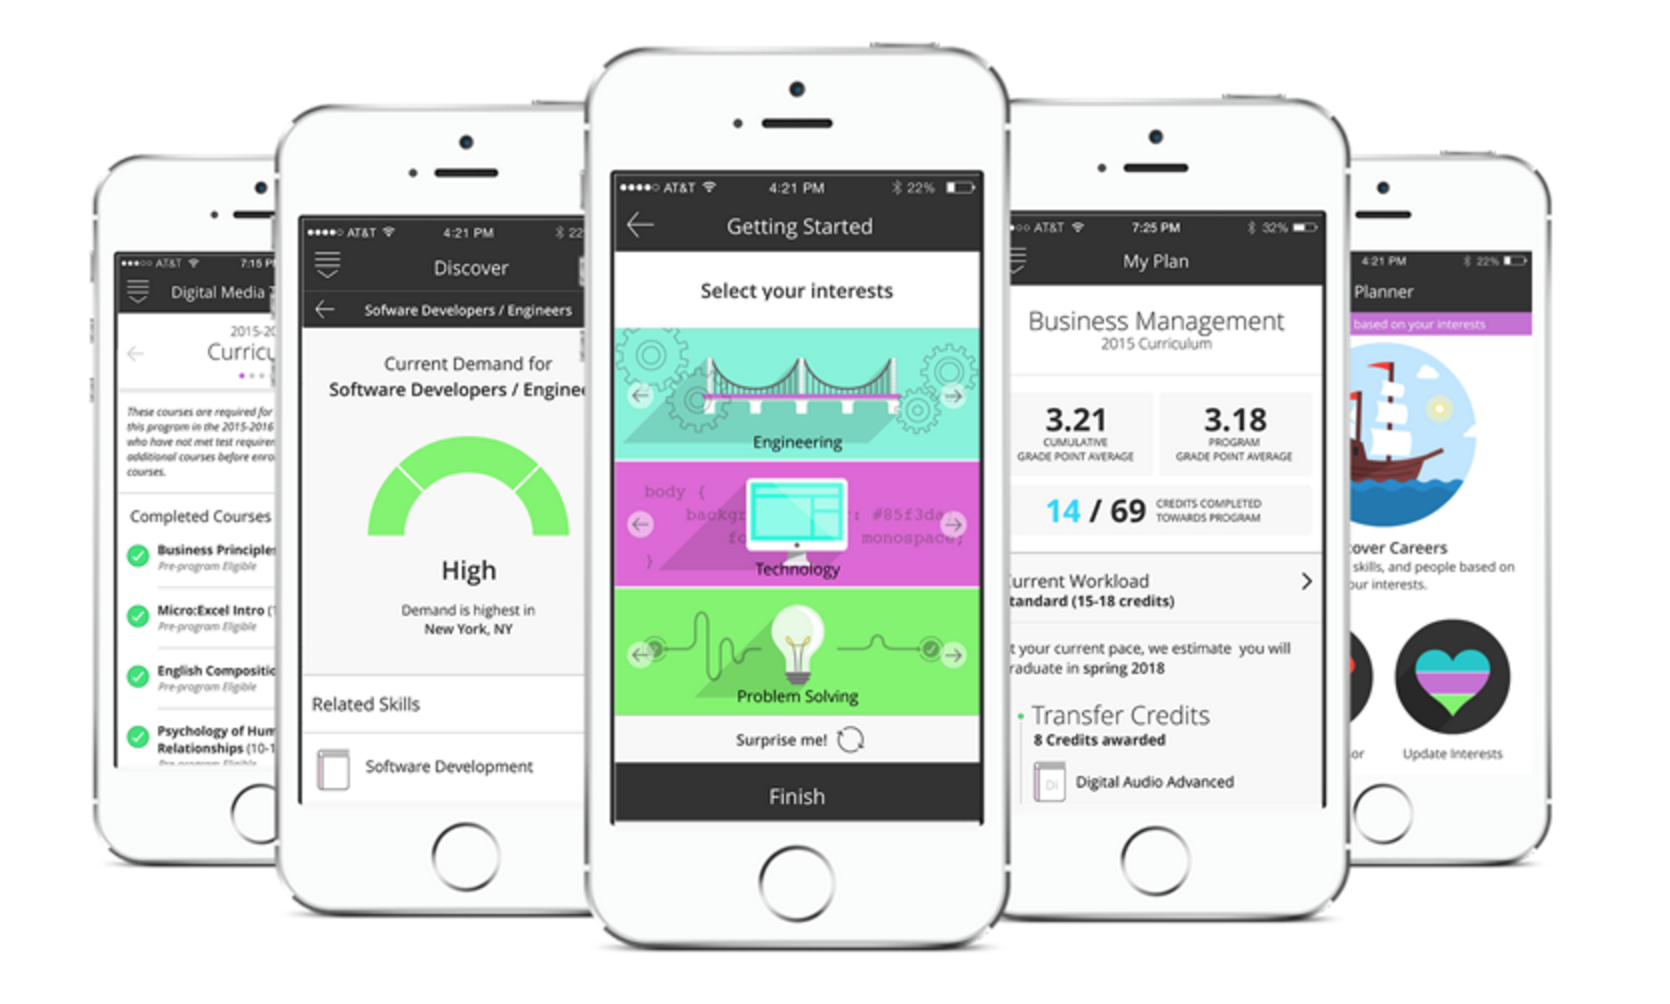 AT&T 7:15 P
Digital Media
2015-20
Curricu
These courses are required for
this program in the 2015-2016
who have not met test requiren
additional courses before enro
courses.
Completed Courses
Business Principles
Pre-program Eligible
Micro:Excel Intro (
Pre-program Eligible
English Compositic
Pre-program Eligible
Psychology of Hum
Relationships (10-1
Pre-program Eligible
AT&T 4:21 PM 22
Discover
Sofware Developers / Engineers
Current Demand for
Software Developers / Enginee
High
Demand is highest in
New York, NY
Related Skills
Software Development
AT&T 4:21 PM 22%
Getting Started
Select your interests
Engineering
body {
backgr : #85f3da
fo monospace;
}
Technology
Problem Solving
Surprise me!
Finish
AT&T 7:25 PM 32%
My Plan
Business Management
2015 Curriculum
3.21
CUMULATIVE
GRADE POINT AVERAGE
3.18
PROGRAM
GRADE POINT AVERAGE
14 / 69 CREDITS COMPLETED
TOWARDS PROGRAM
urrent Workload
tandard (15-18 credits)
t your current pace, we estimate you will
raduate in spring 2018
Transfer Credits
8 Credits awarded
Di Digital Audio Advanced
4:21 PM 22%
Planner
based on your interests
over Careers
skills, and people based on
our interests.
or
Update Interests